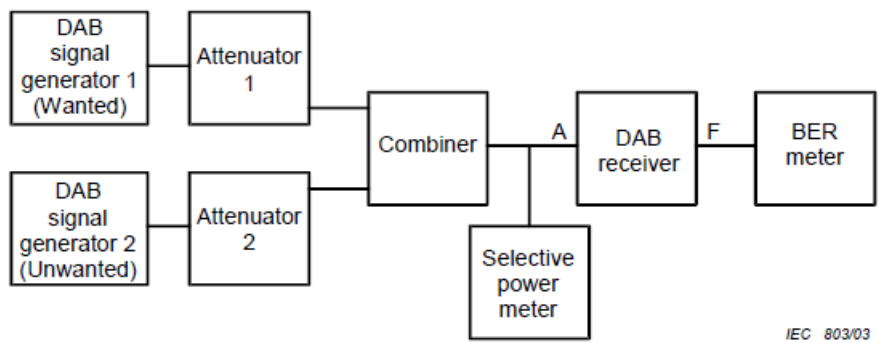 DAB
signal
generator 1
(Wanted)
Attenuator
1
DAB
signal
generator 2
(Unwanted)
Attenuator
2
Combiner
A
DAB
receiver
F
BER
meter
Selective
power
meter
IEC 803/03